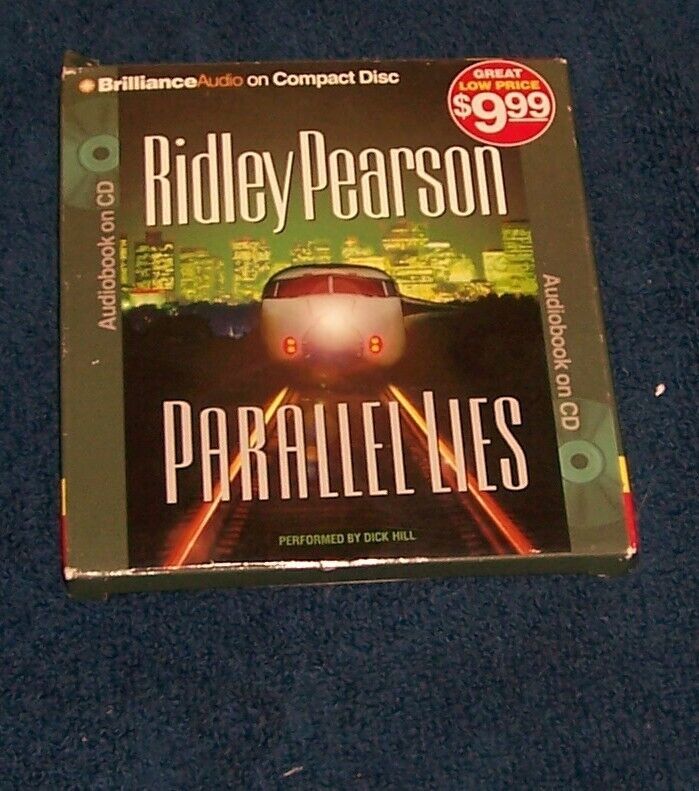 BrillianceAudio on Compact Disc
GREAT
LOW PRICE
$9.99
Ridley Pearson
Audiobook on CD
Audiobook on CD
PARALLEL LIES
PERFORMED BY DICK HILL